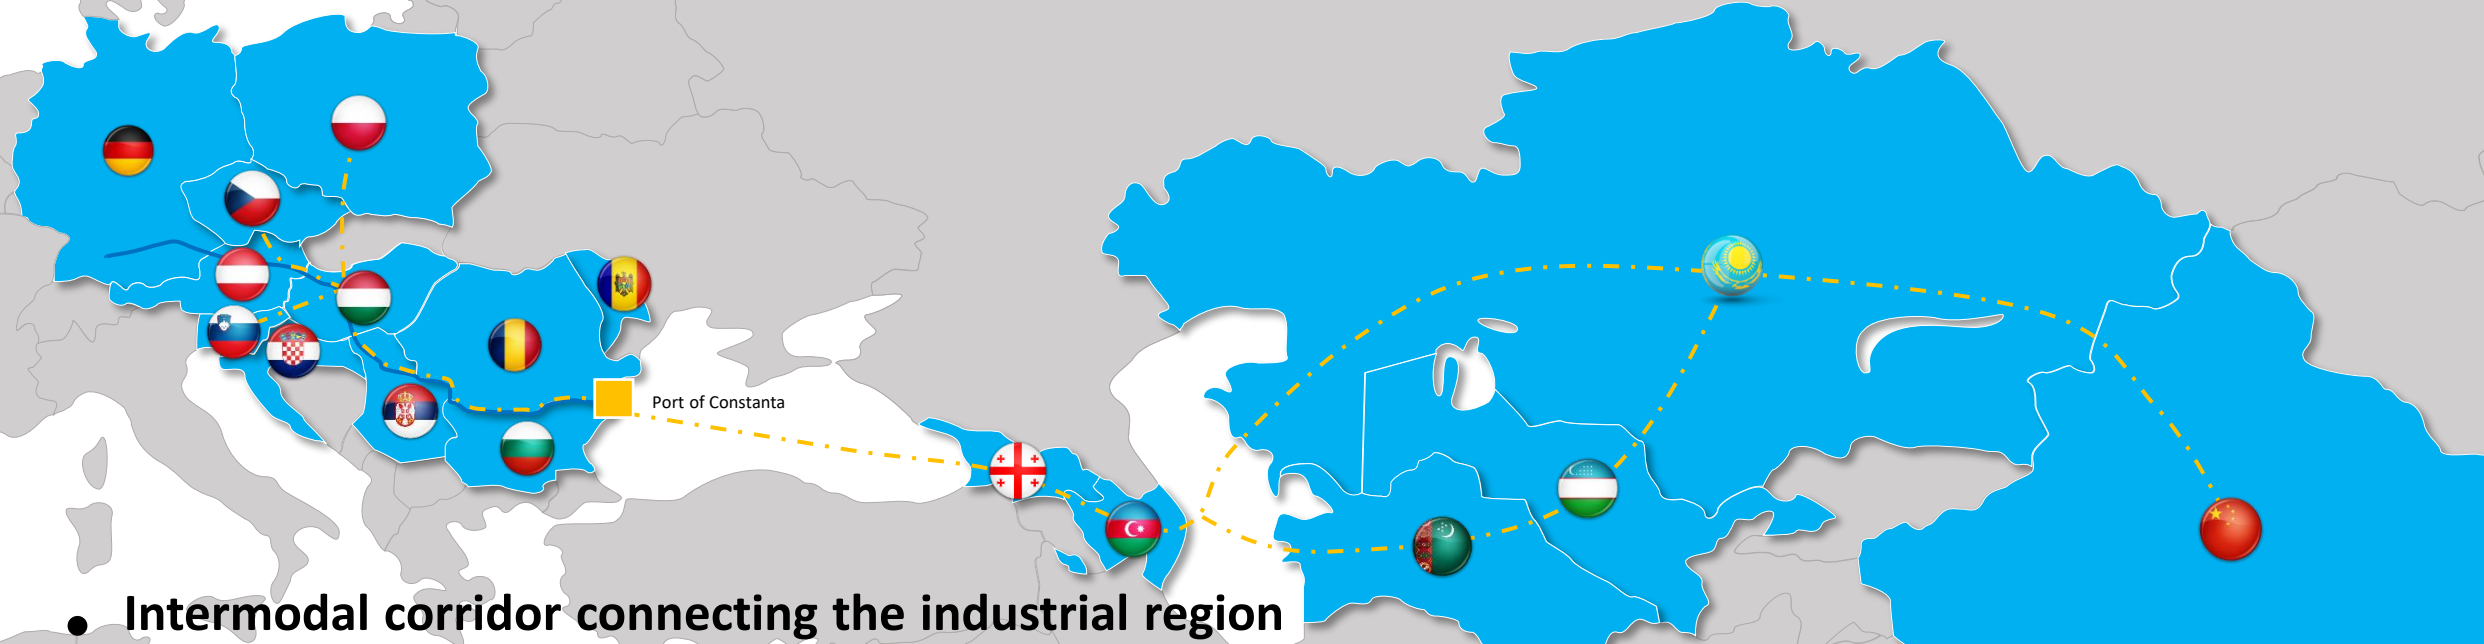 Port of Constanta
• Intermodal corridor connecting the industrial region